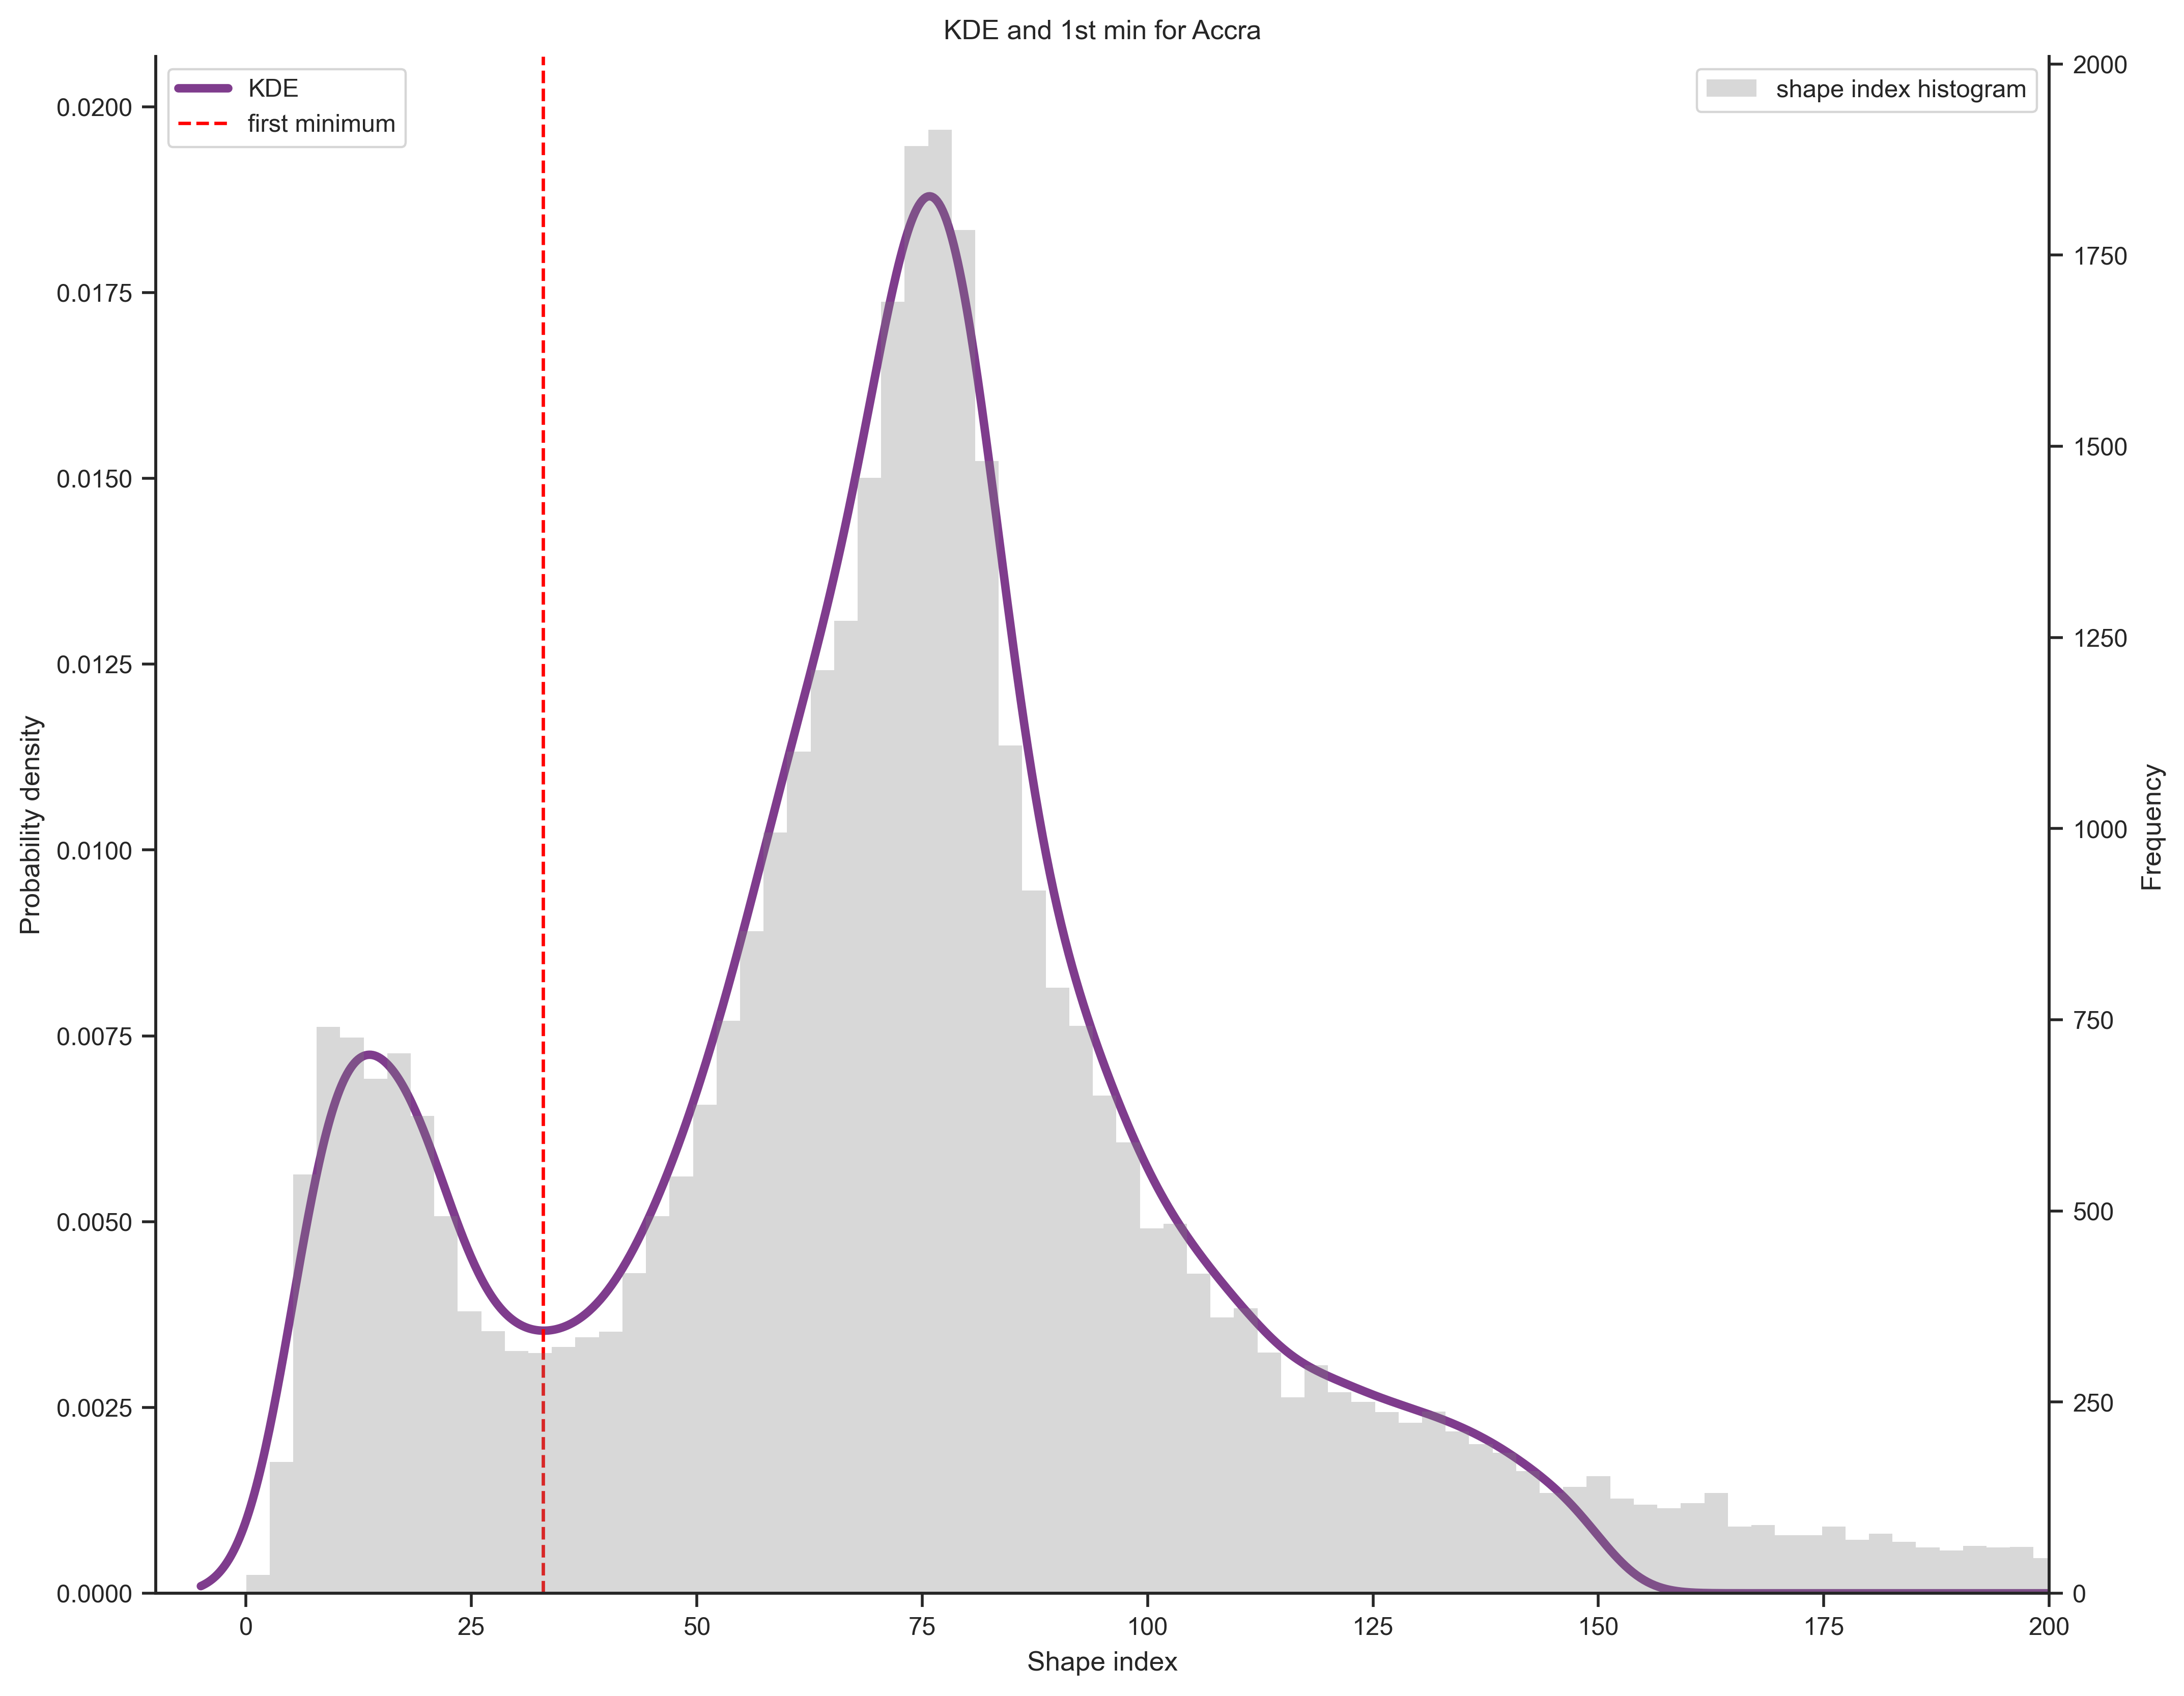 KDE and 1st min for Accra
KDE
first minimum
shape index histogram
0.0200
0.0175
0.0150
0.0125
0.0100
0.0075
0.0050
0.0025
0.0000
Probability density
2000
1750
1500
1250
1000
750
500
250
0
Frequency
0 25 50 75 100 125 150 175 200
Shape index